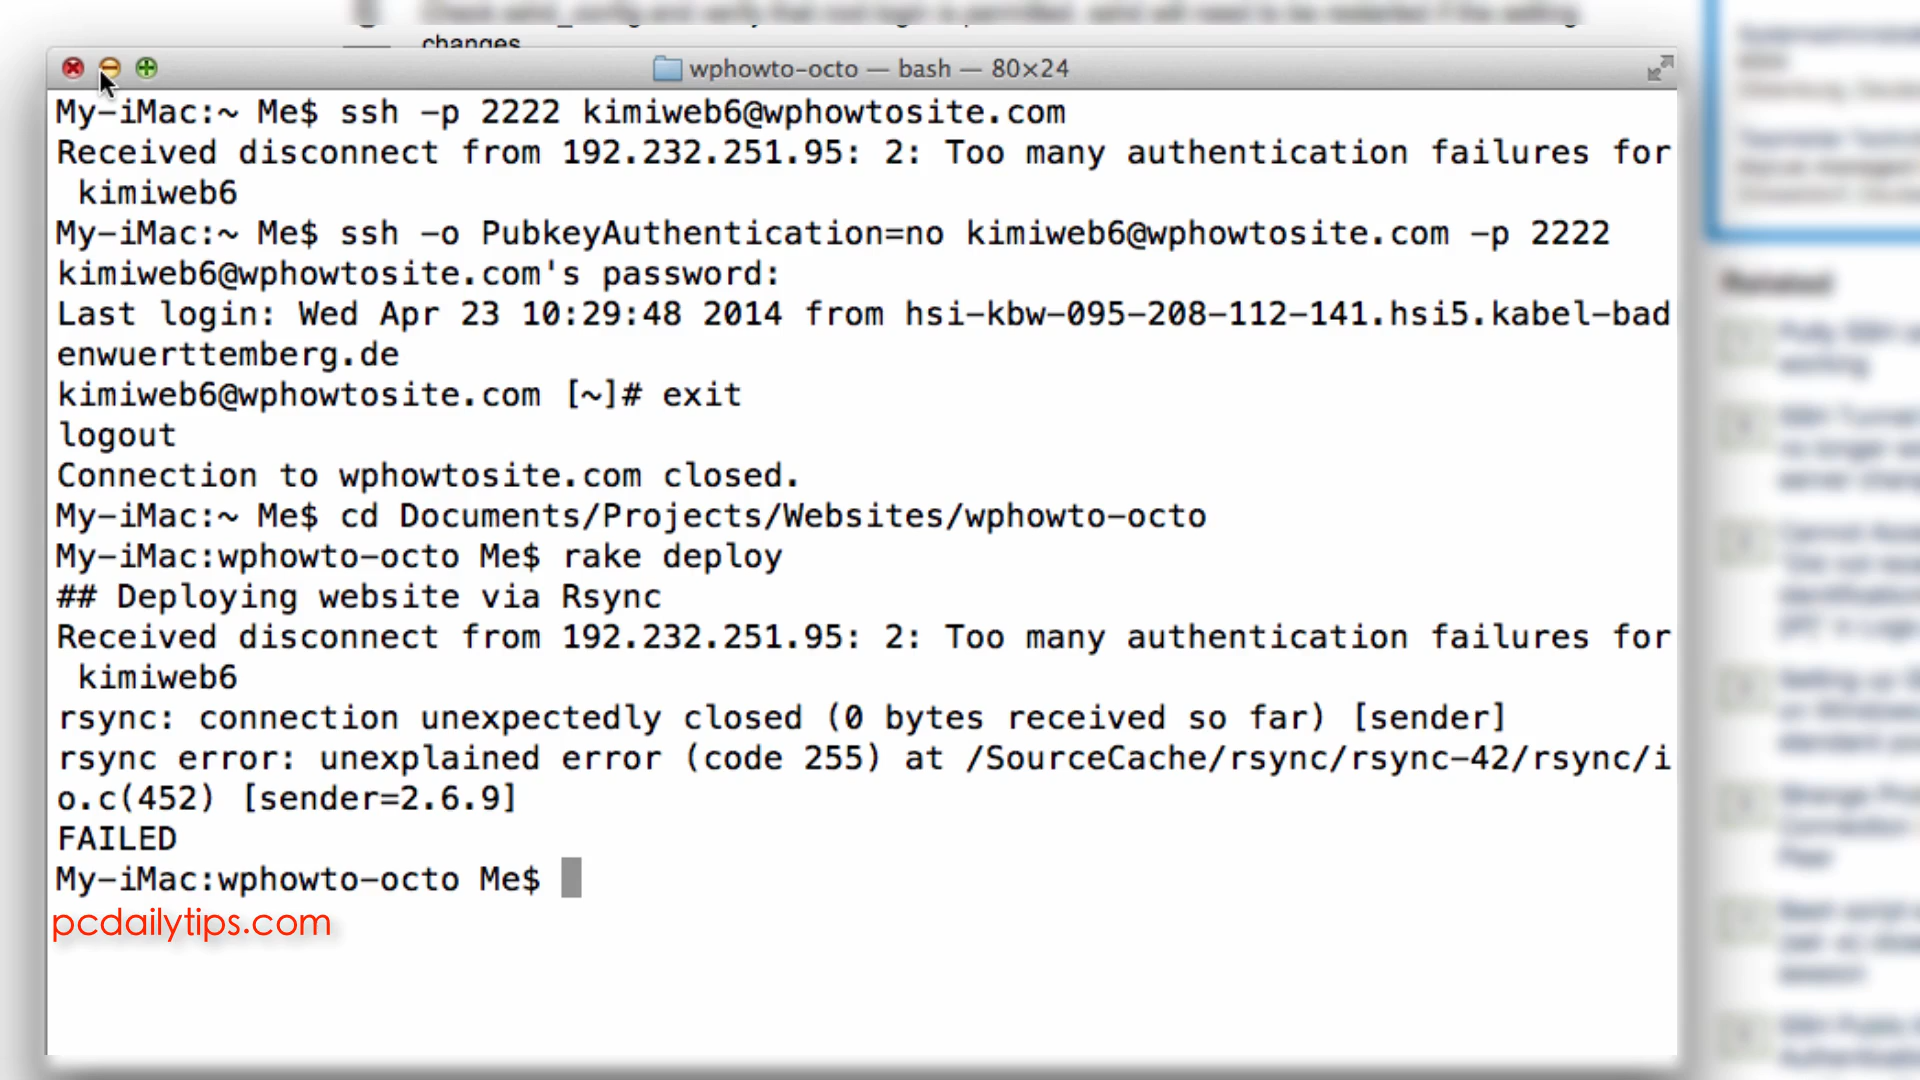 changes
wphowto-octo — bash — 80×24
My-iMac:~ Me$ ssh -p 2222 kimiweb6@wphowtosite.com
Received disconnect from 192.232.251.95: 2: Too many authentication failures for
kimiweb6
My-iMac:~ Me$ ssh -o PubkeyAuthentication=no kimiweb6@wphowtosite.com -p 2222
kimiweb6@wphowtosite.com's password:
Last login: Wed Apr 23 10:29:48 2014 from hsi-kbw-095-208-112-141.hsi5.kabel-bad
enwuerttemberg.de
kimiweb6@wphowtosite.com [~]# exit
logout
Connection to wphowtosite.com closed.
My-iMac:~ Me$ cd Documents/Projects/Websites/wphowto-octo
My-iMac:wphowto-octo Me$ rake deploy
## Deploying website via Rsync
Received disconnect from 192.232.251.95: 2: Too many authentication failures for
kimiweb6
rsync: connection unexpectedly closed (0 bytes received so far) [sender]
rsync error: unexplained error (code 255) at /SourceCache/rsync/rsync-42/rsync/i
o.c(452) [sender=2.6.9]
FAILED
My-iMac:wphowto-octo Me$
pcdailytips.com
Related